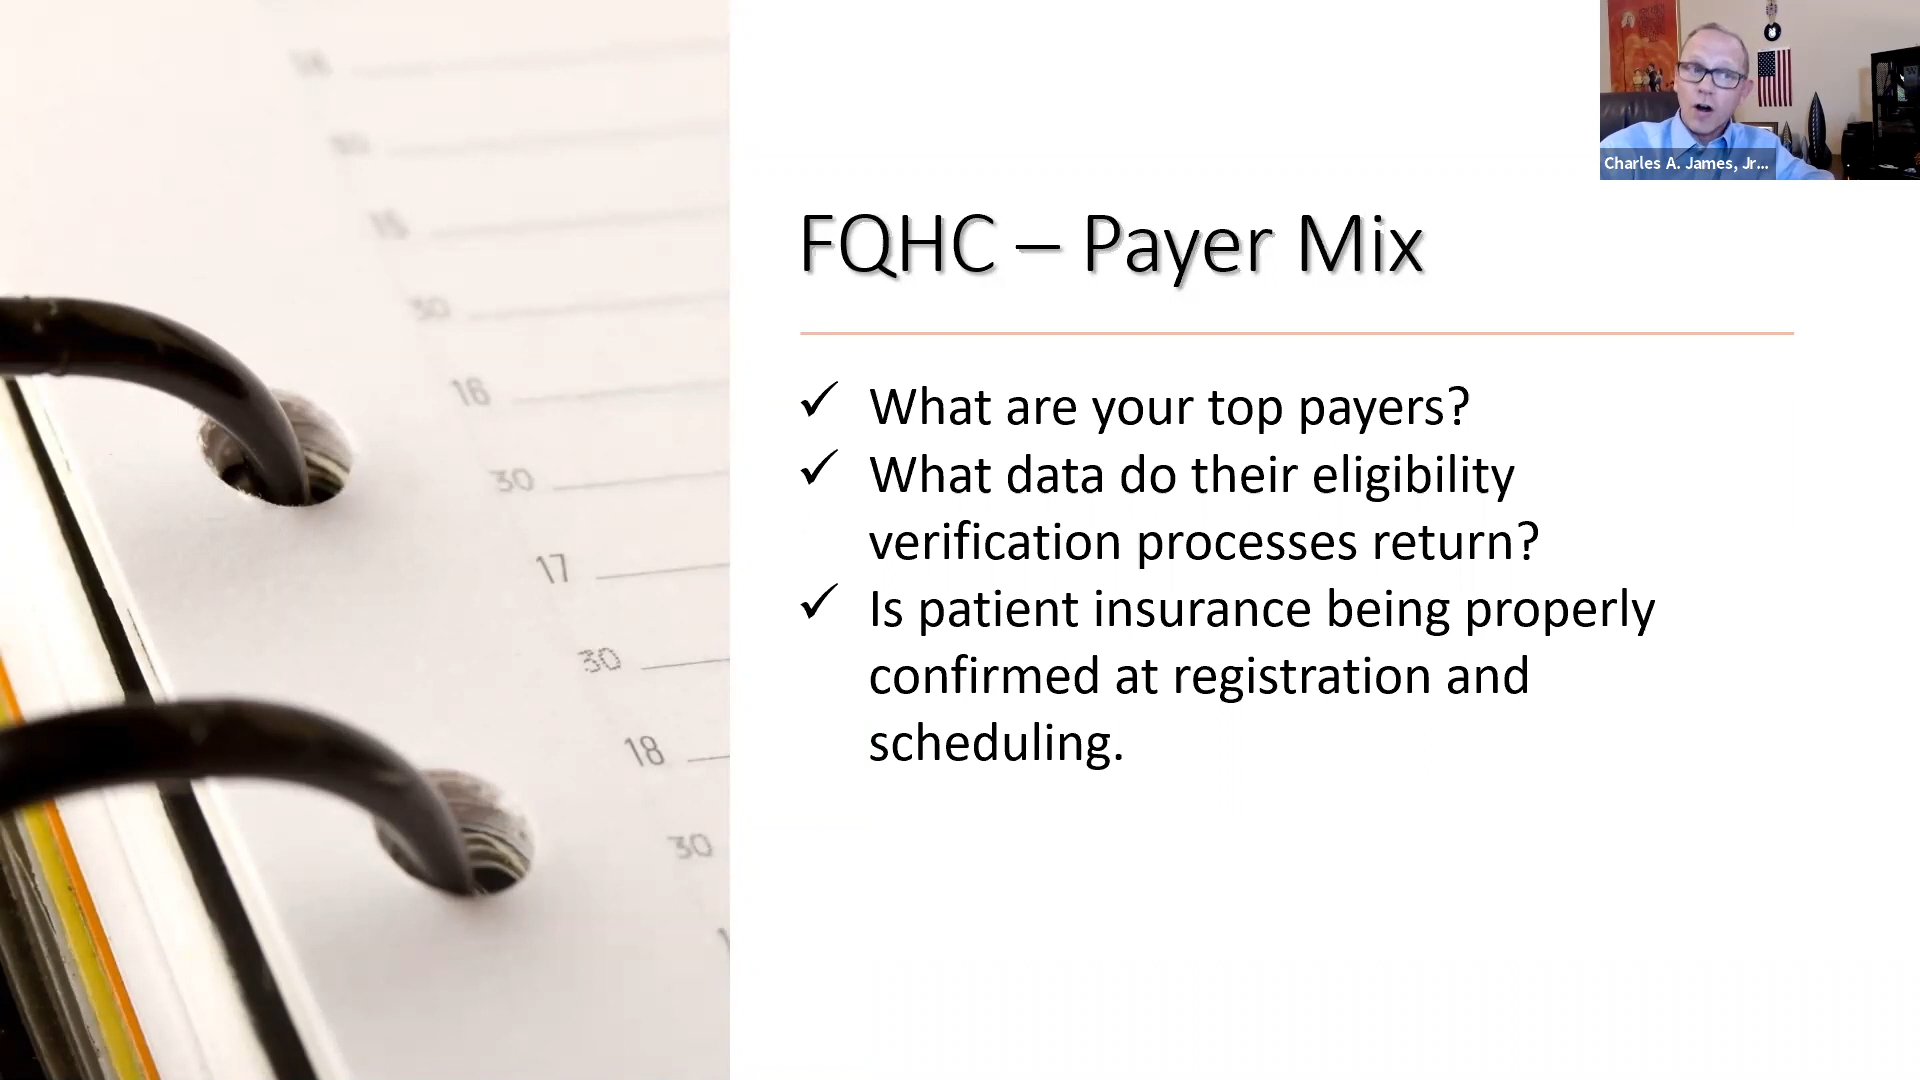 Charles A. James, Jr...
FQHC – Payer Mix
✓ What are your top payers?
✓ What data do their eligibility
verification processes return?
✓ Is patient insurance being properly
confirmed at registration and
scheduling.
30
16
30
17
30
18
30